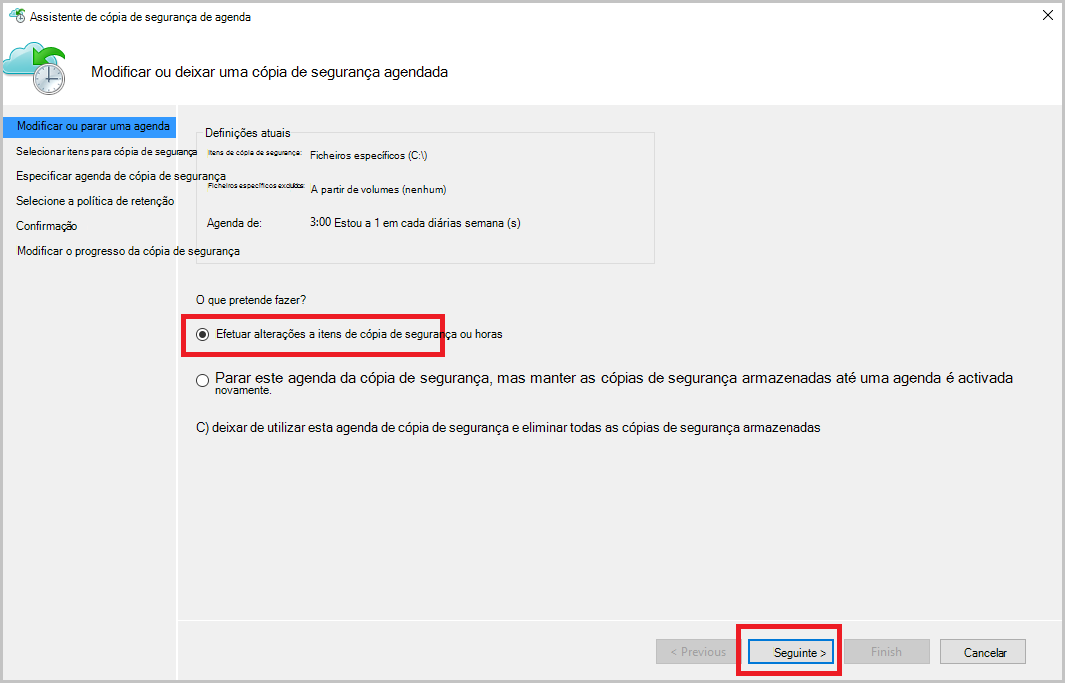 Assistente de cópia de segurança de agenda
Modificar ou deixar uma cópia de segurança agendada
Modificar ou parar uma agenda
Selecionar itens para cópia de segurança
Especificar agenda de cópia de segurança
Selecione a política de retenção
Confirmação
Modificar o progresso da cópia de segurança
Definições atuais
Itens de cópia de segurança: Ficheiros específicos (C:\)
Ficheiros específicos excluídos: A partir de volumes (nenhum)
Agenda de: 3:00 Estou a 1 em cada diárias semana (s)
O que pretende fazer?
Efetuar alterações a itens de cópia de segurança ou horas
Parar este agenda da cópia de segurança, mas manter as cópias de segurança armazenadas até uma agenda é activada
novamente.
C) deixar de utilizar esta agenda de cópia de segurança e eliminar todas as cópias de segurança armazenadas
< Previous Seguinte > Finish Cancelar